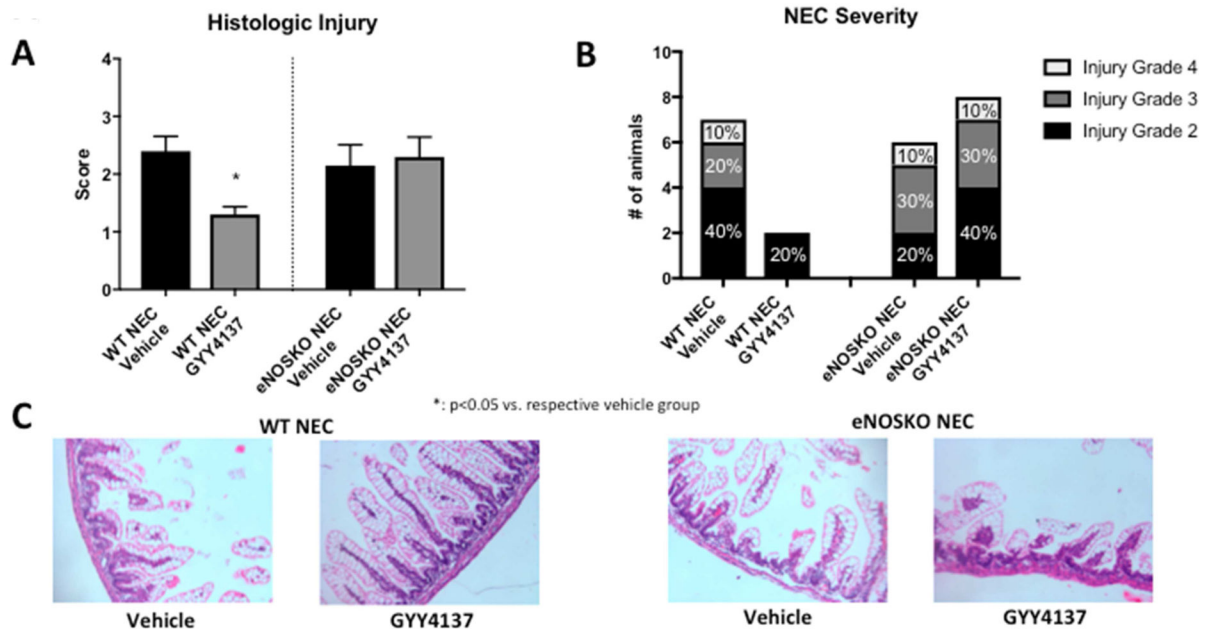 Histologic Injury
A
4
3
2
1
0
Score
*
WT NEC
Vehicle
WT NEC
GYY4137
eNOSKO NEC
Vehicle
eNOSKO NEC
GYY4137
NEC Severity
B
10
8
6
4
2
0
# of animals
10%
20%
40%
20%
10%
30%
20%
10%
30%
40%
WT NEC
Vehicle
WT NEC
GYY4137
eNOSKO NEC
Vehicle
eNOSKO NEC
GYY4137
Injury Grade 4
Injury Grade 3
Injury Grade 2
*: p<0.05 vs. respective vehicle group
C
WT NEC
eNOSKO NEC
Vehicle
GYY4137
Vehicle
GYY4137